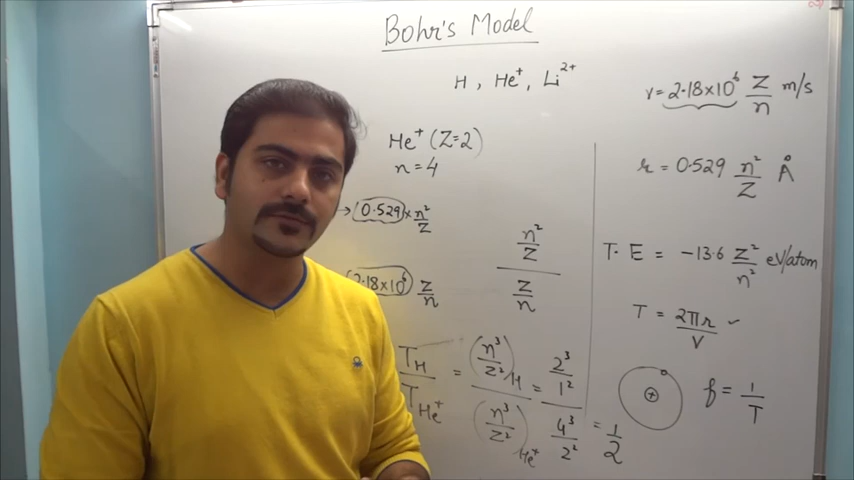 Bohr's Model
H, He⁺, Li²⁺
He⁺ (Z=2)
n=4
→ 0.529 × n²/Z
2.18×10⁶ Z/n
n²/Z
Z/n
T_H / T_He⁺ = (n³/Z²)_H / (n³/Z²)_He⁺ = 2³/1² / 4³/2² = 1/2
v = 2.18×10⁶ Z/n m/s
r = 0.529 n²/Z Å
T.E = -13.6 Z²/n² eV/atom
T = 2πr/v ✓
+
f = 1/T